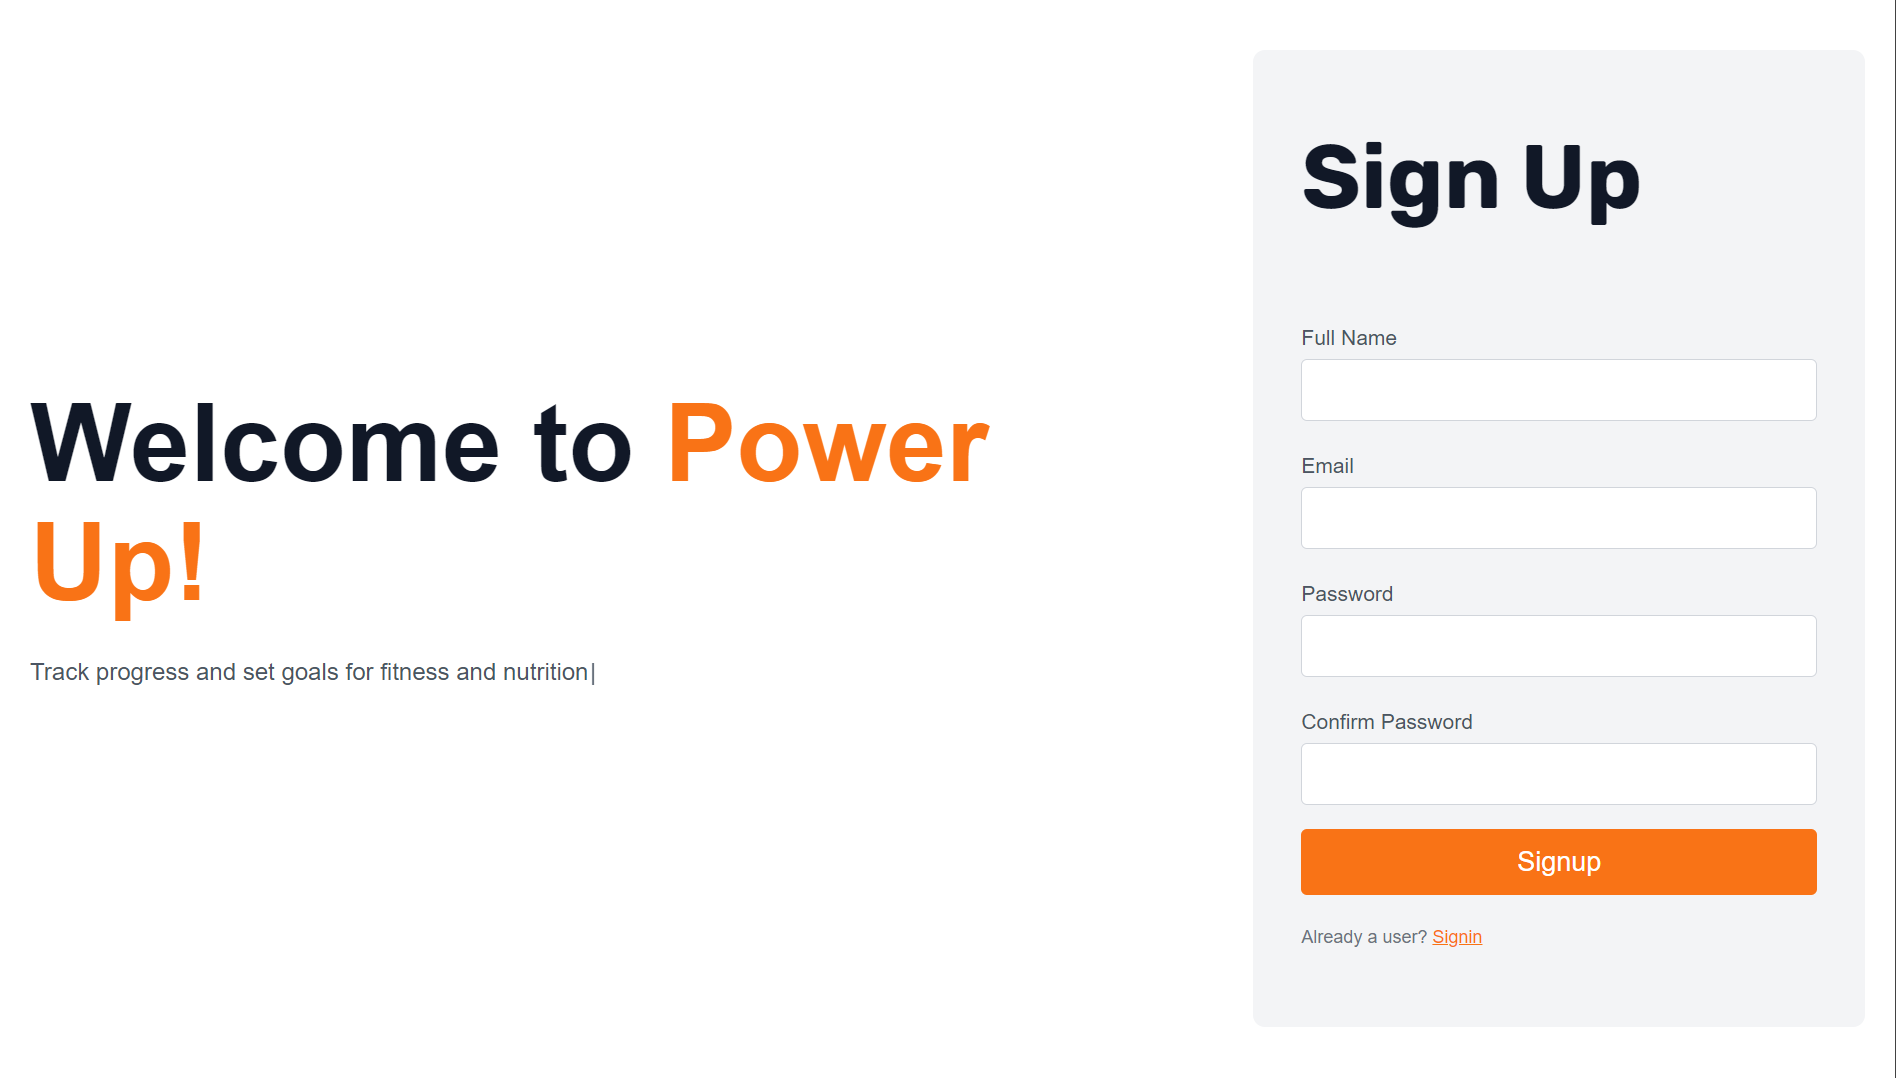 Welcome to Power
Up!
Track progress and set goals for fitness and nutrition|
Sign Up
Full Name
Email
Password
Confirm Password
Signup
Already a user? Signin